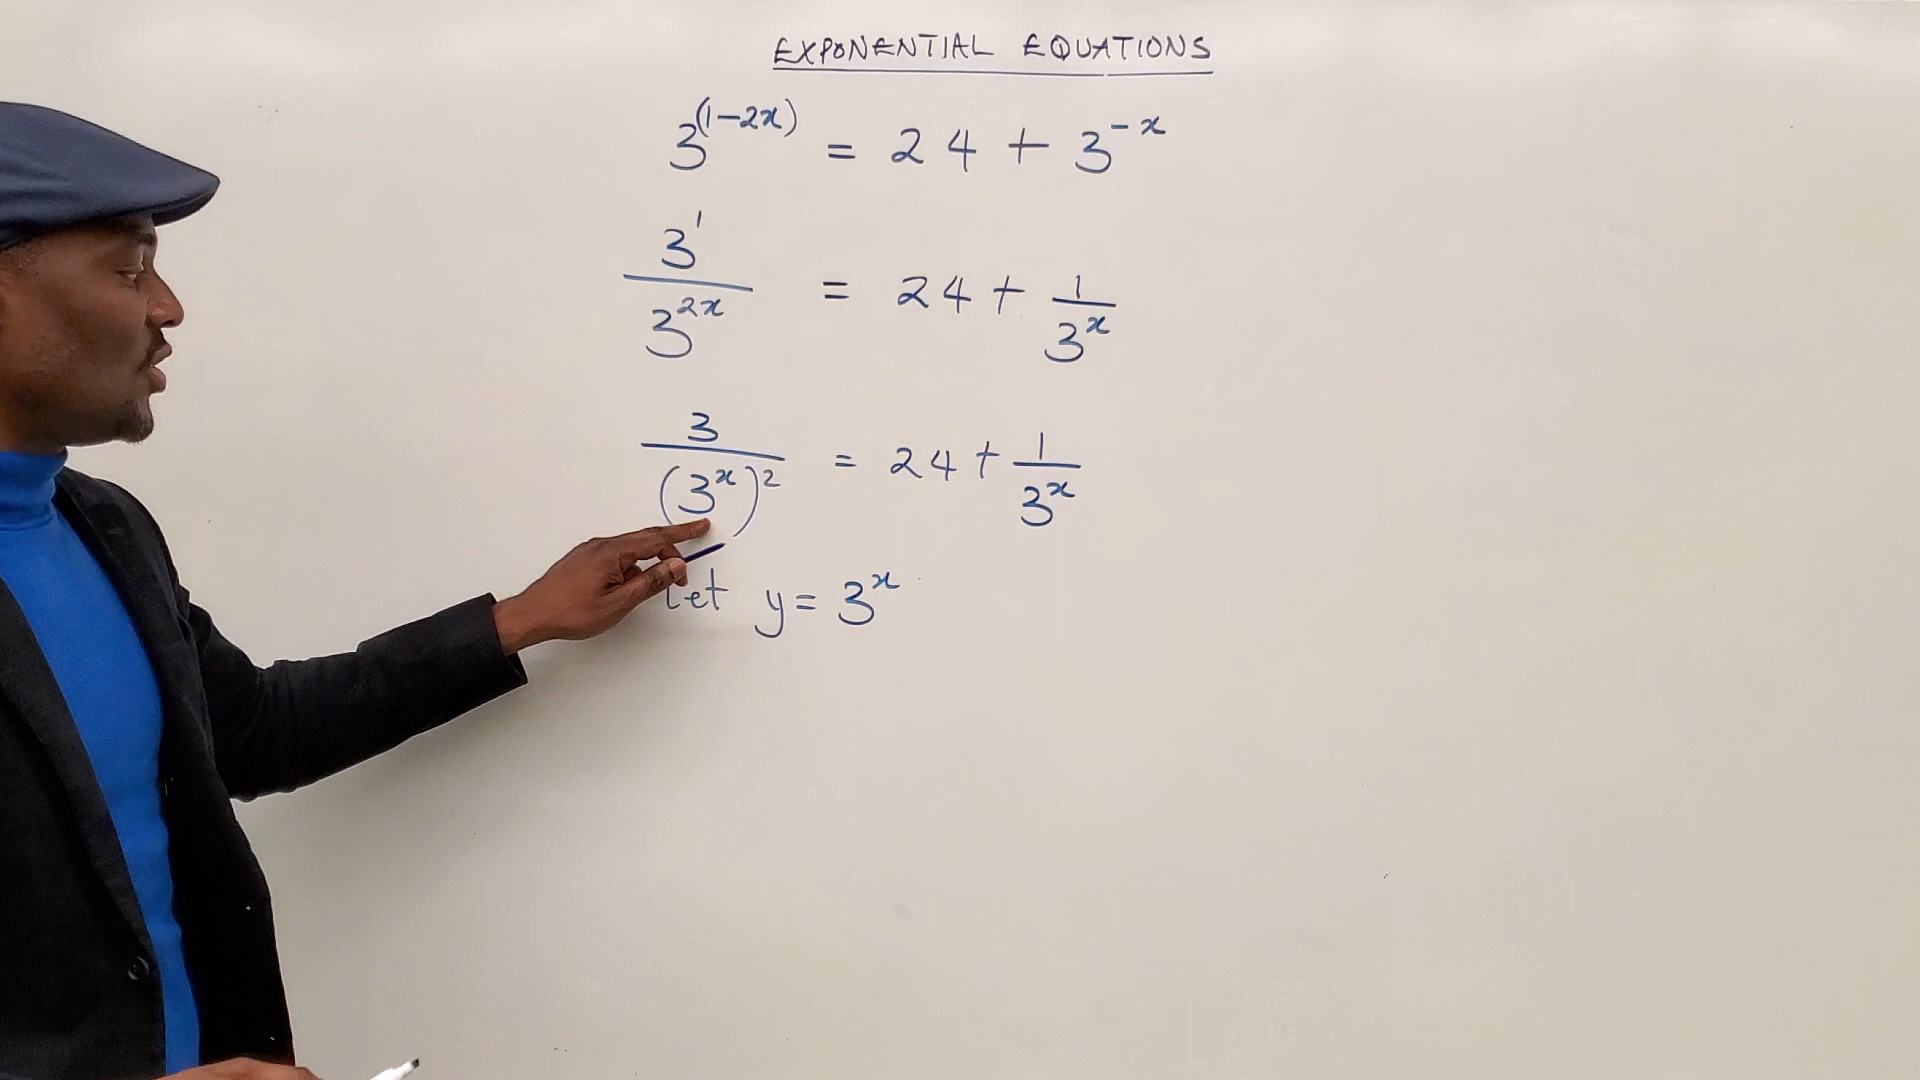 EXPONENTIAL EQUATIONS
3^(1-2x) = 24 + 3^-x
3^1/3^2x = 24 + 1/3^x
3/(3^x)^2 = 24 + 1/3^x
Let y = 3^x